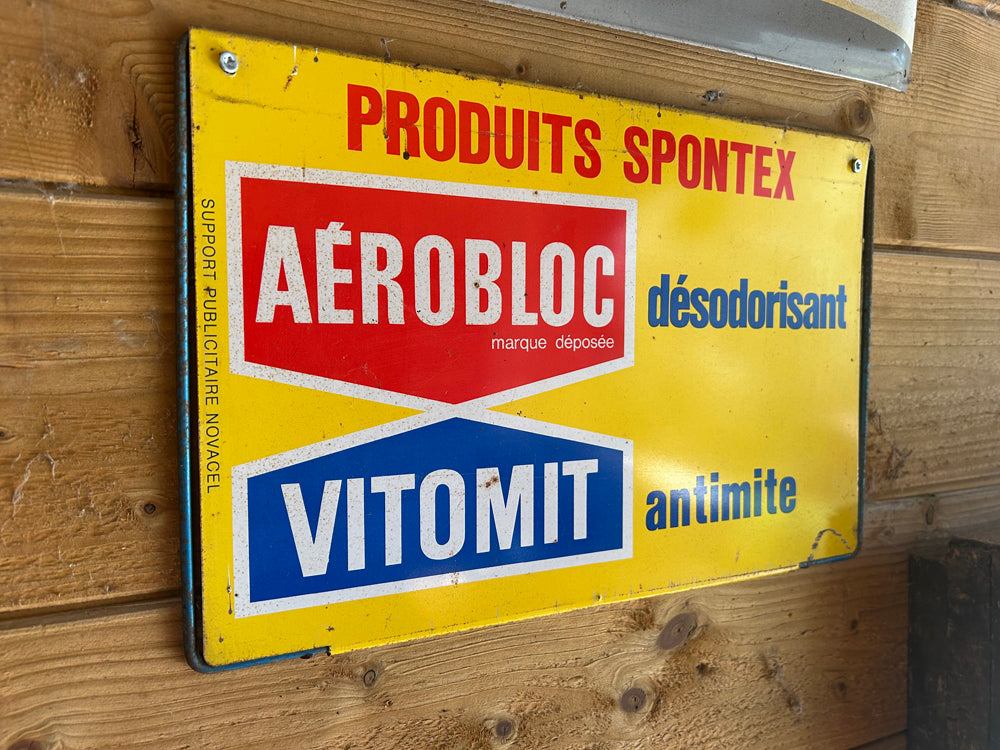 PRODUITS SPONTEX
AÉROBLOC
marque déposée
désodorisant
VITOMIT
antimite
SUPPORT PUBLICITAIRE NOVACEL